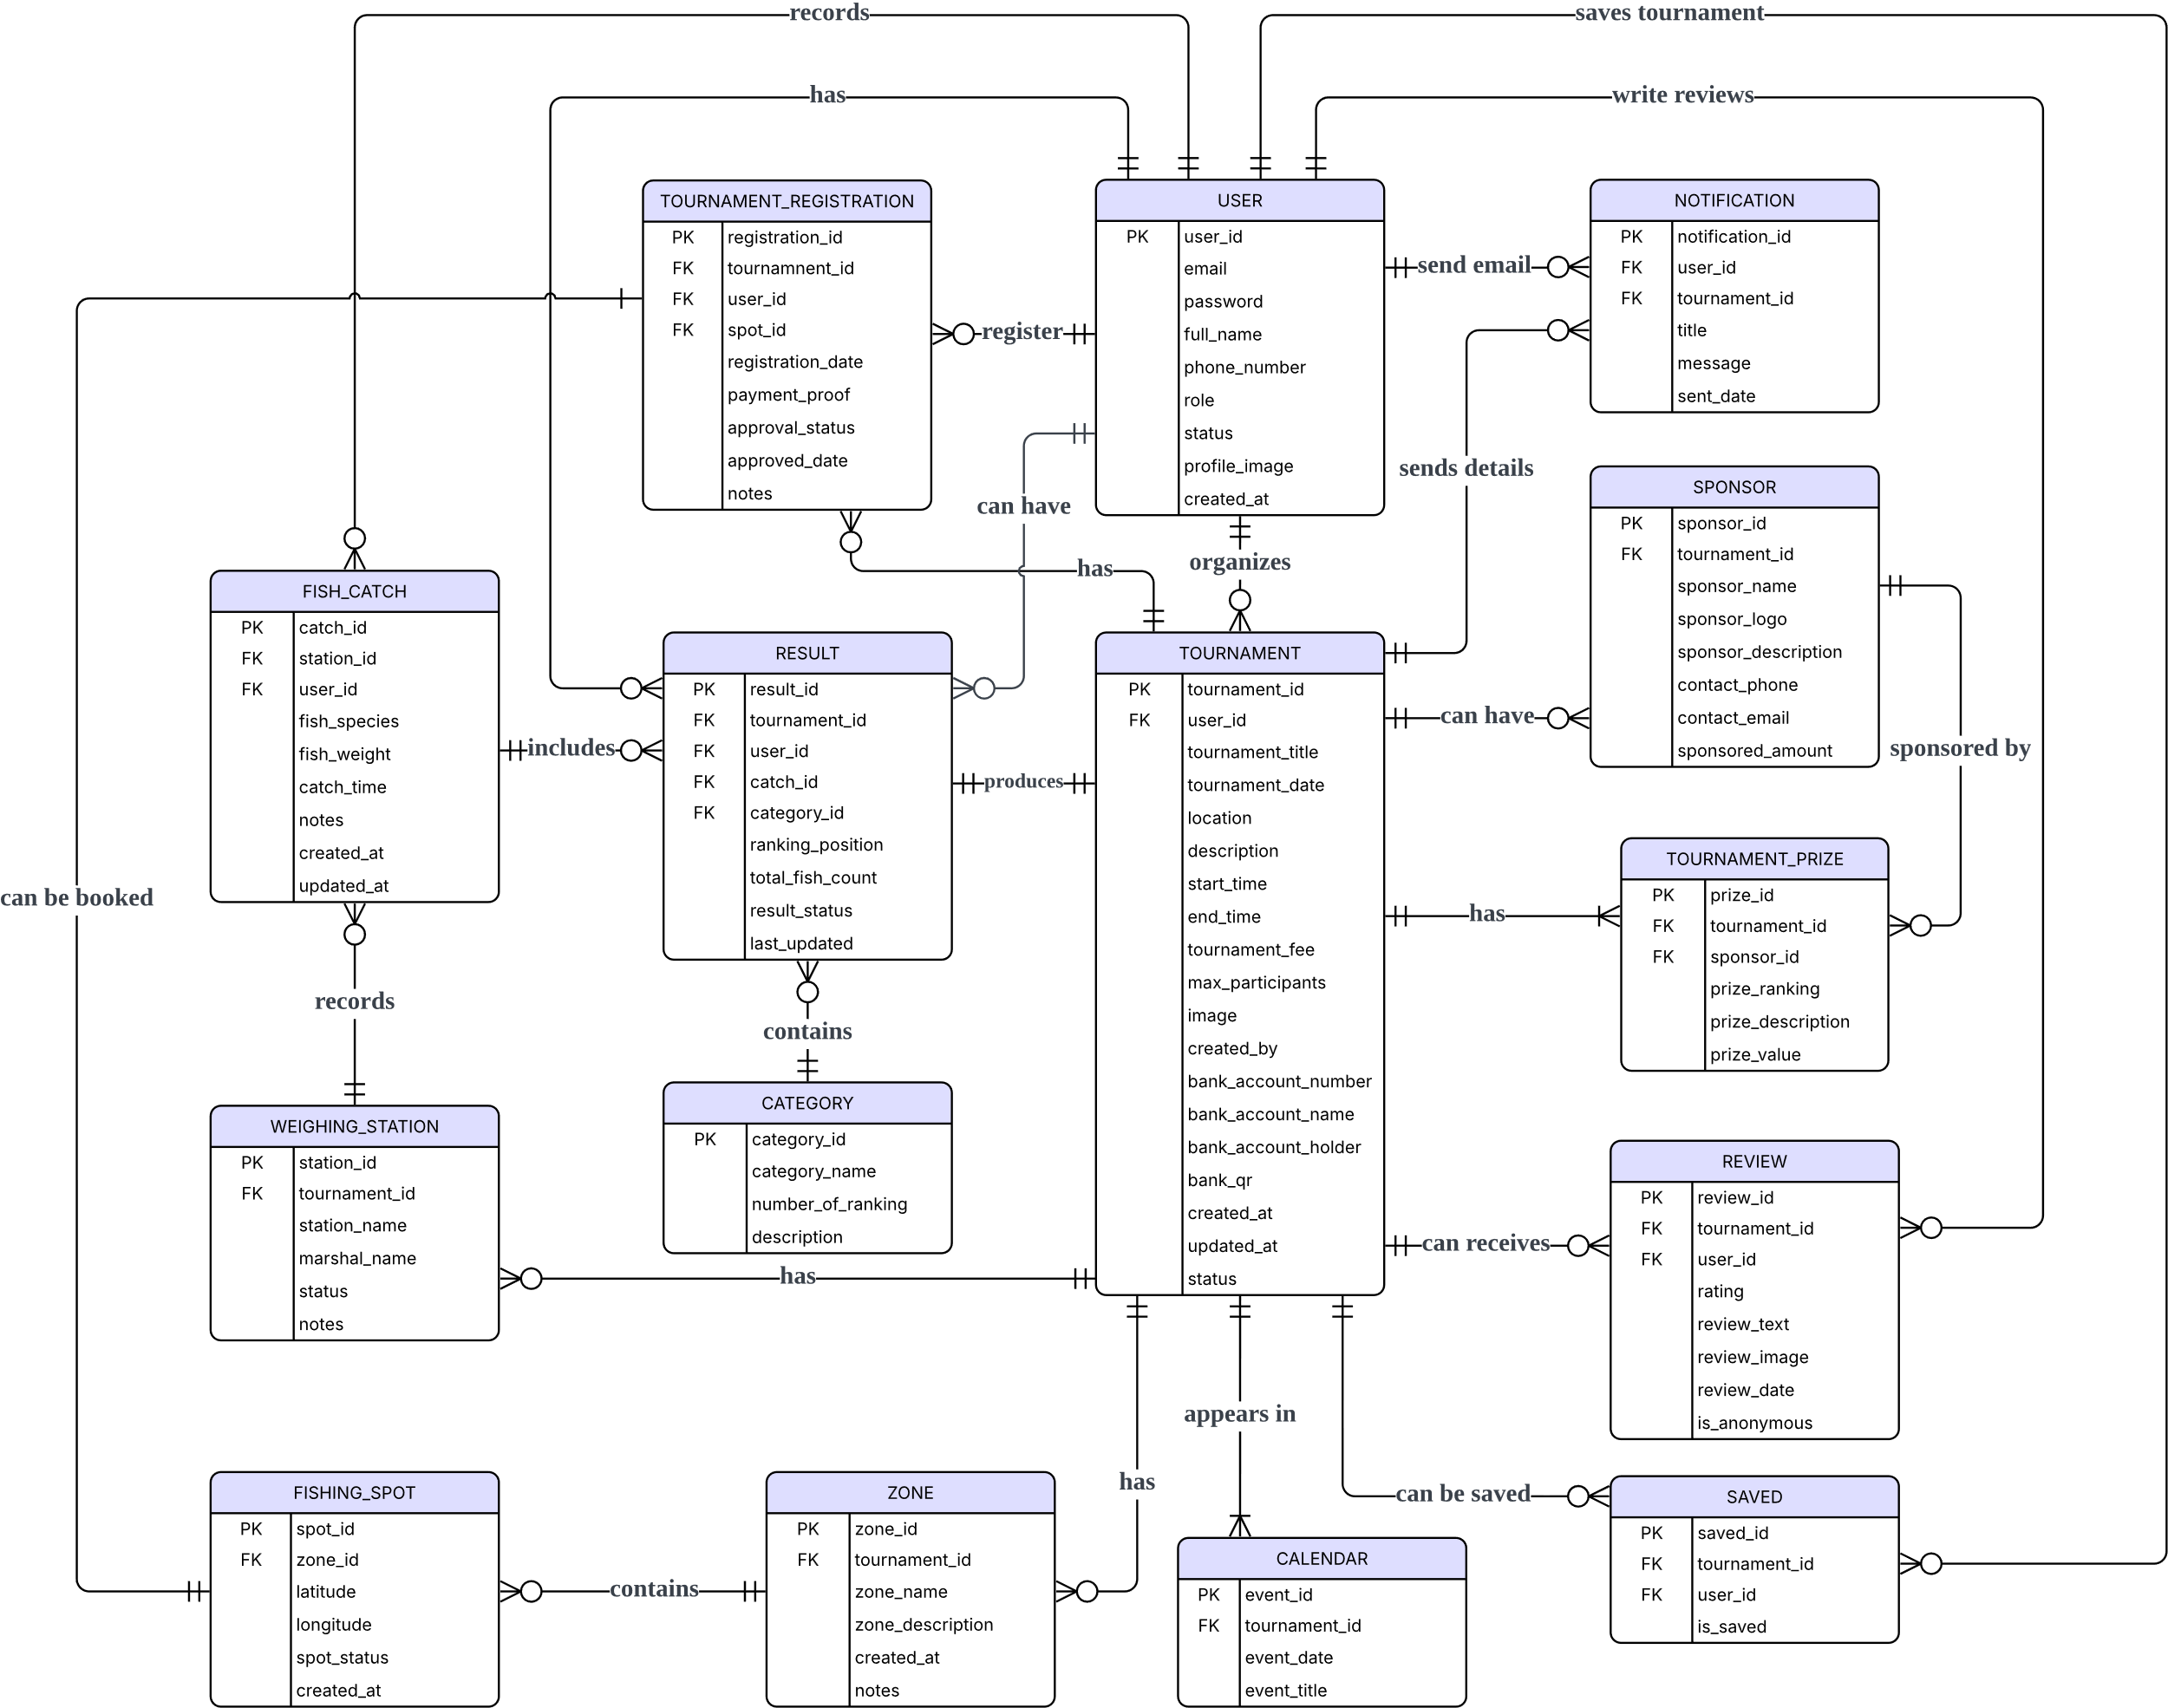 records
saves tournament
has
write reviews
TOURNAMENT_REGISTRATION
PK registration_id
FK tournamnent_id
FK user_id
FK spot_id
registration_date
payment_proof
approval_status
approved_date
notes
register
USER
PK user_id
email
password
full_name
phone_number
role
status
profile_image
created_at
send email
NOTIFICATION
PK notification_id
FK user_id
FK tournament_id
title
message
sent_date
sends details
can have
organizes
has
SPONSOR
PK sponsor_id
FK tournament_id
sponsor_name
sponsor_logo
sponsor_description
contact_phone
contact_email
sponsored_amount
can have
sponsored by
FISH_CATCH
PK catch_id
FK station_id
FK user_id
fish_species
fish_weight
catch_time
notes
created_at
updated_at
includes
RESULT
PK result_id
FK tournament_id
FK user_id
FK catch_id
FK category_id
ranking_position
total_fish_count
result_status
last_updated
produces
TOURNAMENT
PK tournament_id
FK user_id
tournament_title
tournament_date
location
description
start_time
end_time
tournament_fee
max_participants
image
created_by
bank_account_number
bank_account_name
bank_account_holder
bank_qr
created_at
updated_at
status
has
TOURNAMENT_PRIZE
PK prize_id
FK tournament_id
FK sponsor_id
prize_ranking
prize_description
prize_value
can be booked
records
contains
WEIGHING_STATION
PK station_id
FK tournament_id
station_name
marshal_name
status
notes
CATEGORY
PK category_id
category_name
number_of_ranking
description
has
can receives
REVIEW
PK review_id
FK tournament_id
FK user_id
rating
review_text
review_image
review_date
is_anonymous
appears in
has
can be saved
FISHING_SPOT
PK spot_id
FK zone_id
latitude
longitude
spot_status
created_at
contains
ZONE
PK zone_id
FK tournament_id
zone_name
zone_description
created_at
notes
CALENDAR
PK event_id
FK tournament_id
event_date
event_title
SAVED
PK saved_id
FK tournament_id
FK user_id
is_saved